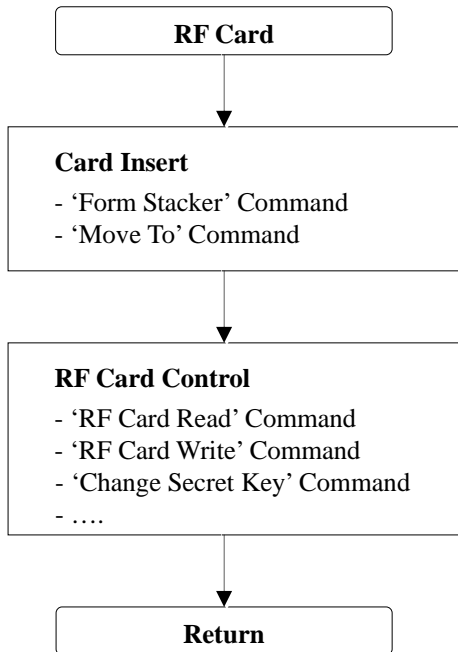 RF Card
Card Insert
- ‘Form Stacker’ Command
- ‘Move To’ Command
RF Card Control
- ‘RF Card Read’ Command
- ‘RF Card Write’ Command
- ‘Change Secret Key’ Command
- ….
Return